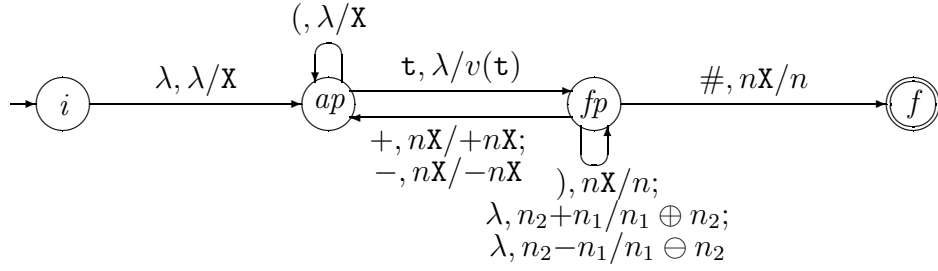 (, λ/X
λ, λ/X
t, λ/v(t)
#, nX/n
i
ap
fp
f
+, nX/+nX;
−, nX/−nX
), nX/n;
λ, n₂+n₁/n₁ ⊕ n₂;
λ, n₂−n₁/n₁ ⊖ n₂